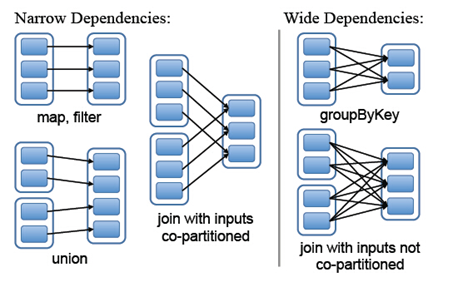 Narrow Dependencies:
map, filter
union
join with inputs
co-partitioned
Wide Dependencies:
groupByKey
join with inputs not
co-partitioned